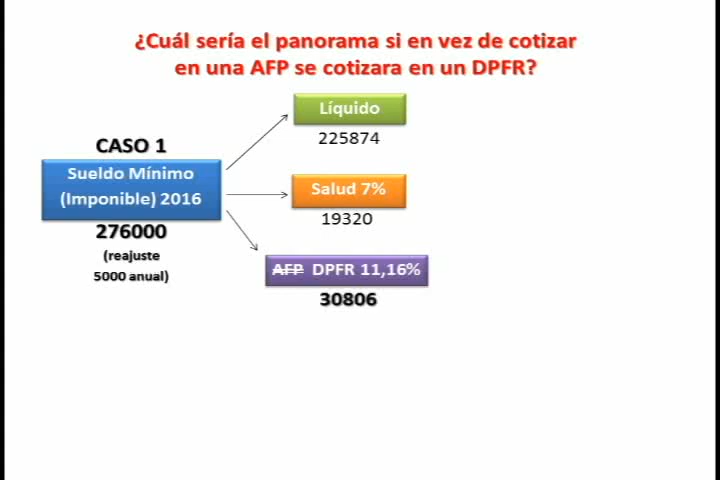 ¿Cuál sería el panorama si en vez de cotizar
en una AFP se cotizara en un DPFR?
CASO 1
Sueldo Mínimo
(Imponible) 2016
276000
(reajuste
5000 anual)
Líquido
225874
Salud 7%
19320
AFP DPFR 11,16%
30806